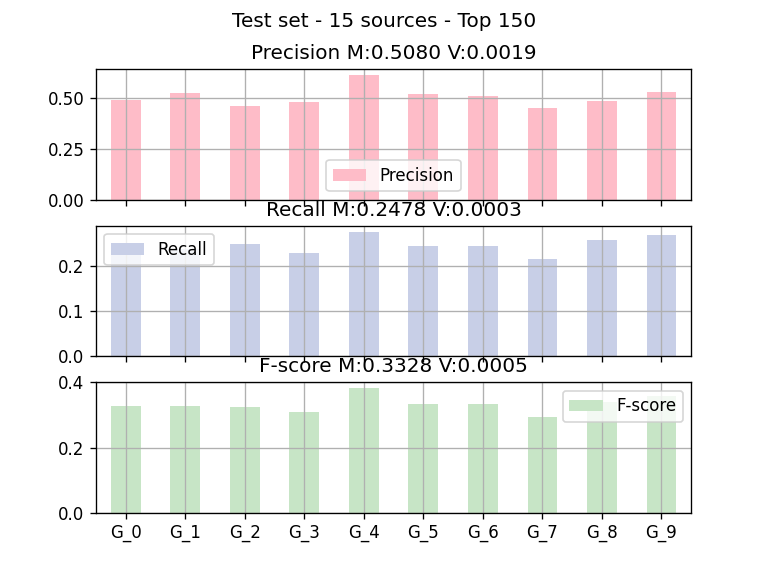 Test set - 15 sources - Top 150
Precision M:0.5080 V:0.0019
0.50
0.25
0.00
Precision
Recall M:0.2478 V:0.0003
0.2
0.1
0.0
Recall
F-score M:0.3328 V:0.0005
0.4
0.2
0.0
F-score
G_0 G_1 G_2 G_3 G_4 G_5 G_6 G_7 G_8 G_9